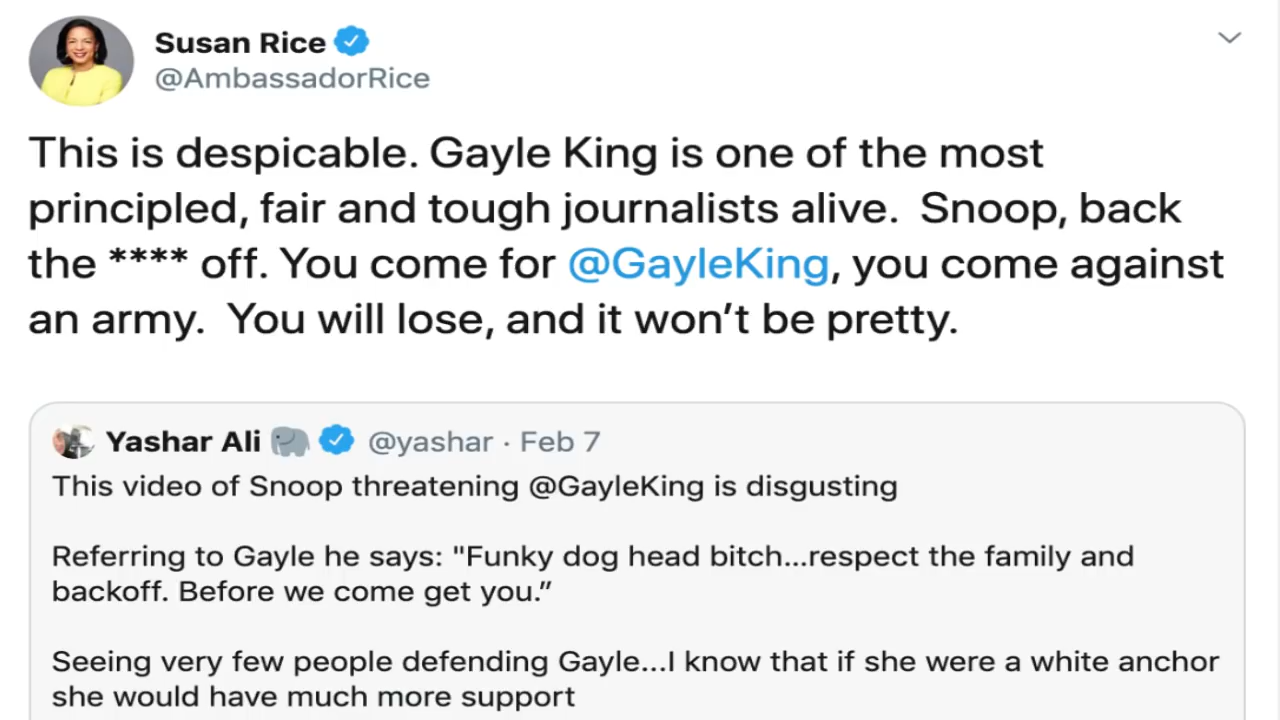 Susan Rice
@AmbassadorRice
This is despicable. Gayle King is one of the most
principled, fair and tough journalists alive.  Snoop, back
the **** off. You come for @GayleKing, you come against
an army.  You will lose, and it won’t be pretty.
Yashar Ali 🐘 @yashar · Feb 7
This video of Snoop threatening @GayleKing is disgusting
Referring to Gayle he says: "Funky dog head bitch...respect the family and
backoff. Before we come get you.”
Seeing very few people defending Gayle...I know that if she were a white anchor
she would have much more support